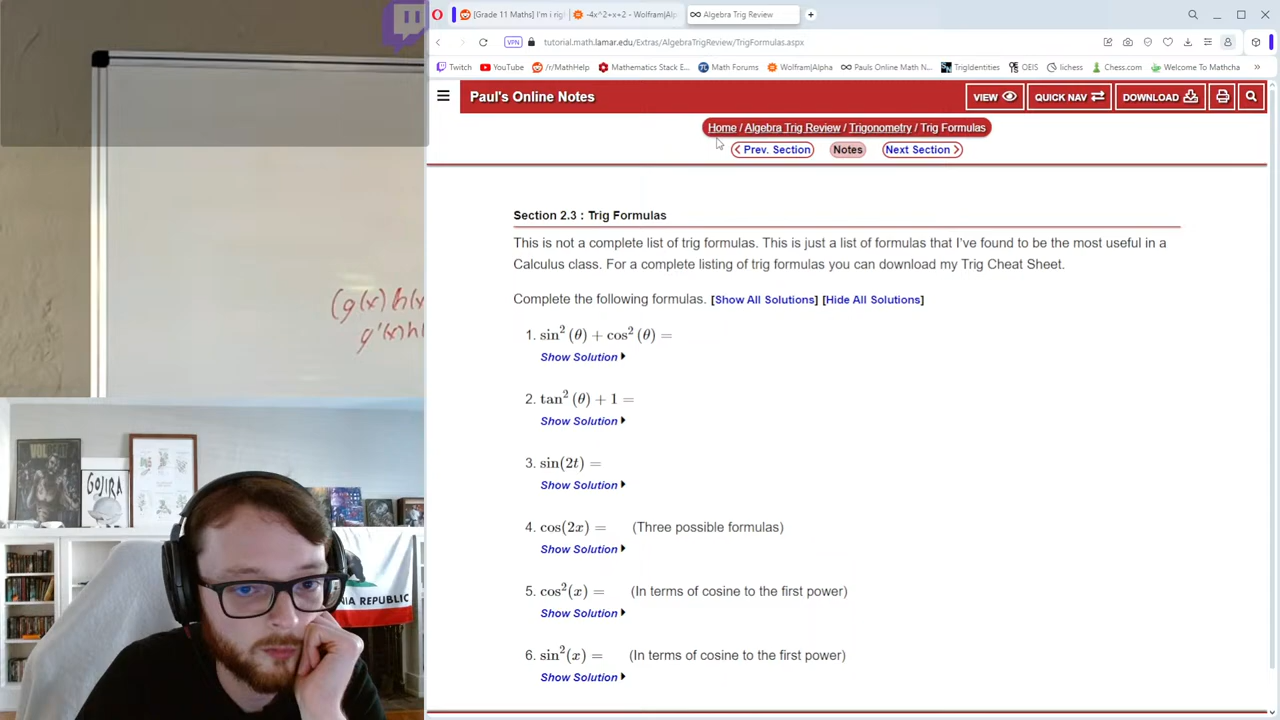 [Grade 11 Maths] I'm i rig
-4x^2+x+2 - Wolfram|Alp
Algebra Trig Review
VPN
tutorial.math.lamar.edu/Extras/AlgebraTrigReview/TrigFormulas.aspx
Twitch
YouTube
/r/MathHelp
Mathematics Stack E...
Math Forums
Wolfram|Alpha
Pauls Online Math N...
TrigIdentities
OEIS
lichess
Chess.com
Welcome To Mathcha
Paul's Online Notes
VIEW
QUICK NAV
DOWNLOAD
Home / Algebra Trig Review / Trigonometry / Trig Formulas
Prev. Section
Notes
Next Section
Section 2.3 : Trig Formulas
This is not a complete list of trig formulas. This is just a list of formulas that I've found to be the most useful in a
Calculus class. For a complete listing of trig formulas you can download my Trig Cheat Sheet.
Complete the following formulas. [Show All Solutions] [Hide All Solutions]
1. sin² (θ) + cos² (θ) =
Show Solution
2. tan² (θ) + 1 =
Show Solution
3. sin(2t) =
Show Solution
4. cos(2x) = (Three possible formulas)
Show Solution
5. cos²(x) = (In terms of cosine to the first power)
Show Solution
6. sin²(x) = (In terms of cosine to the first power)
Show Solution
(g(x) h(x
g'(x)h(
VOLBEAT
GOJIRA
NIA REPUBLIC